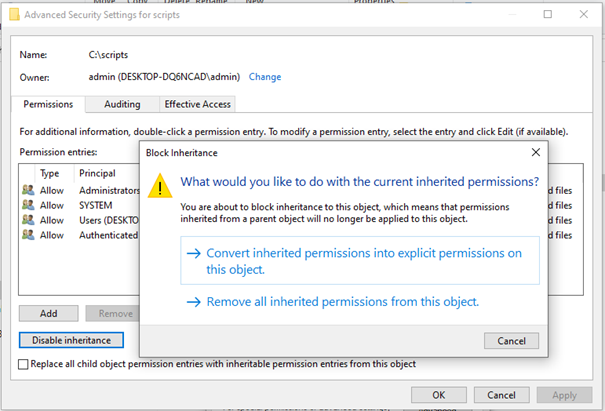 Advanced Security Settings for scripts
Name: C:\scripts
Owner: admin (DESKTOP-DQ6NCAD\admin) Change
Permissions Auditing Effective Access
For additional information, double-click a permission entry. To modify a permission entry, select the entry and click Edit (if available).
Permission entries:
Type Principal
Allow Administrators
Allow SYSTEM
Allow Users (DESKTO
Allow Authenticated
d files
d files
d files
d files
Block Inheritance
What would you like to do with the current inherited permissions?
You are about to block inheritance to this object, which means that permissions
inherited from a parent object will no longer be applied to this object.
Convert inherited permissions into explicit permissions on
this object.
Remove all inherited permissions from this object.
Cancel
Add Remove
Disable inheritance
Replace all child object permission entries with inheritable permission entries from this object
OK Cancel Apply